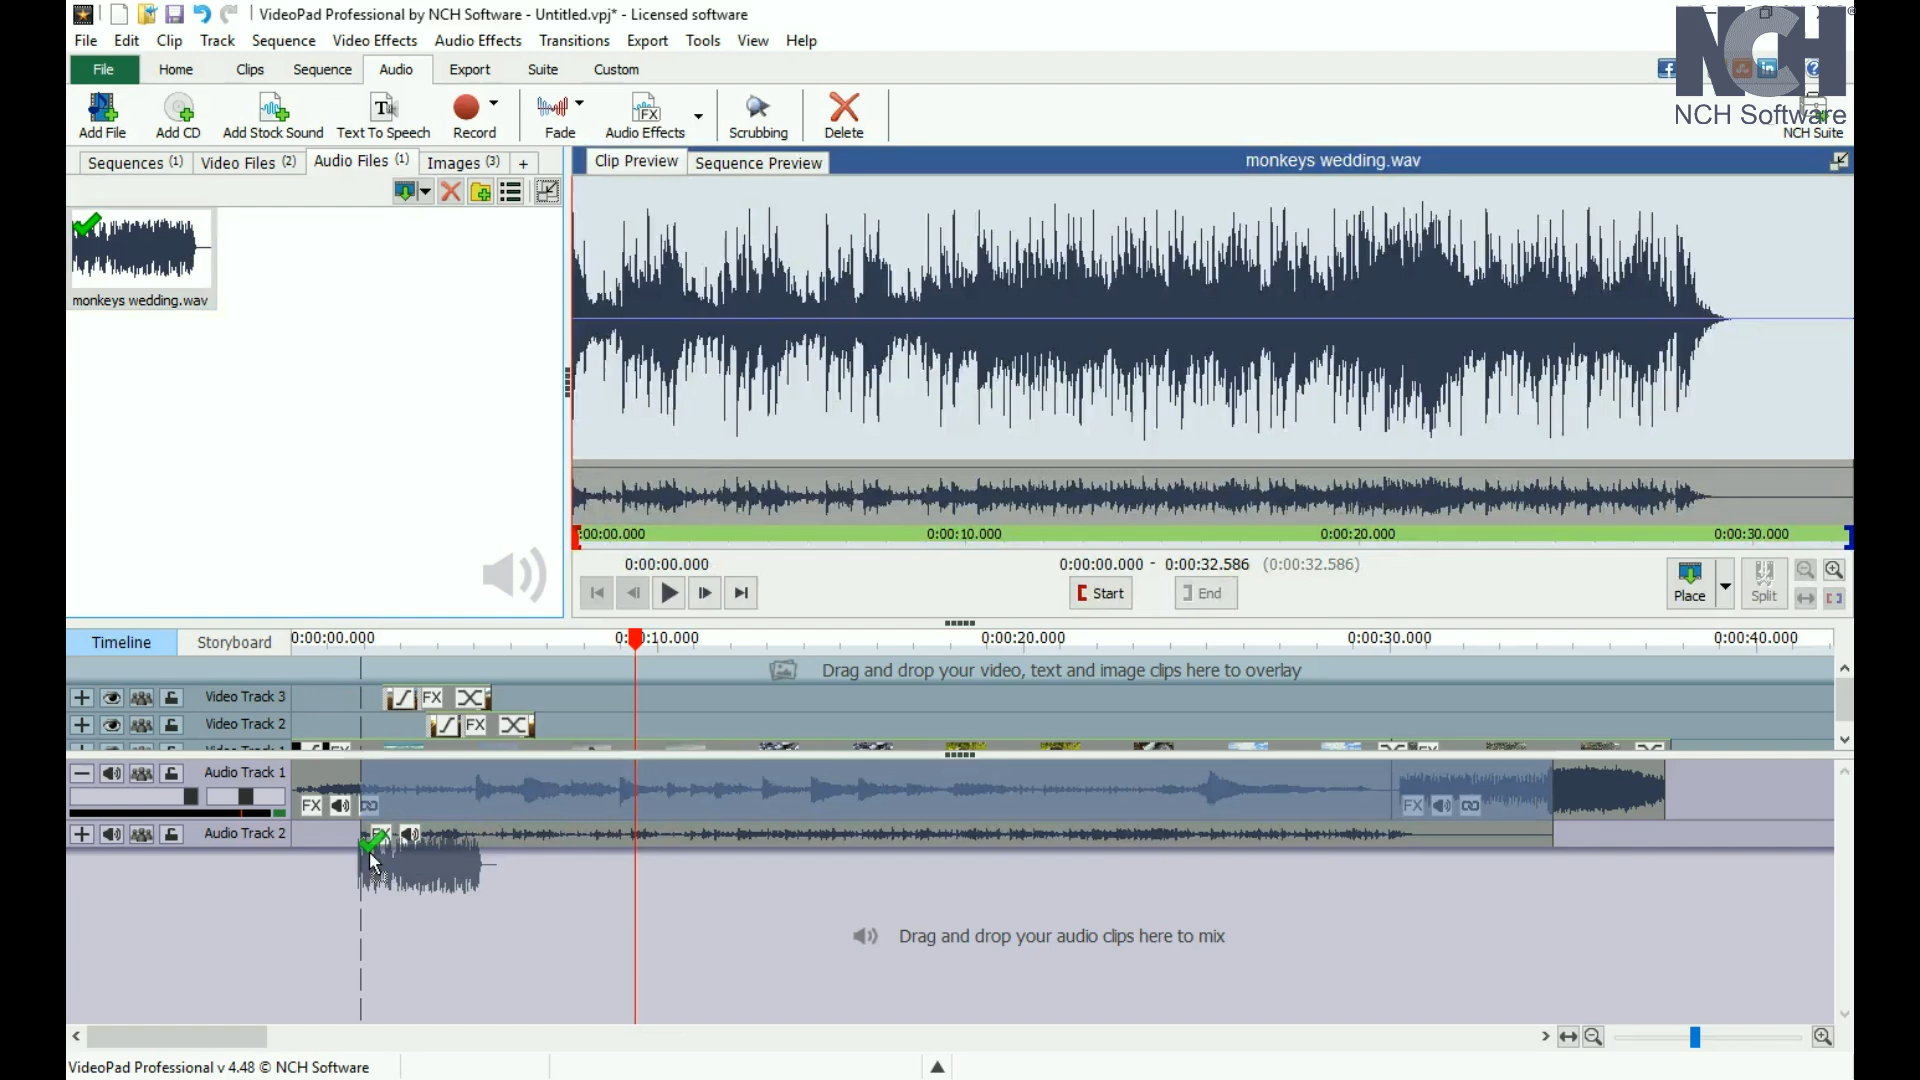 VideoPad Professional by NCH Software - Untitled.vpj* - Licensed software
File Edit Clip Track Sequence Video Effects Audio Effects Transitions Export Tools View Help
File Home Clips Sequence Audio Export Suite Custom
NCH
NCH Software
Add File Add CD Add Stock Sound Text To Speech Record Fade Audio Effects Scrubbing Delete NCH Suite
Sequences (1) Video Files (2) Audio Files (1) Images (3) +
Clip Preview Sequence Preview monkeys wedding.wav
monkeys wedding.wav
:00:00.000 0:00:10.000 0:00:20.000 0:00:30.000
0:00:00.000 0:00:00.000 - 0:00:32.586 (0:00:32.586)
Start End Place Split
Timeline Storyboard 0:00:00.000 0:00:10.000 0:00:20.000 0:00:30.000 0:00:40.000
Drag and drop your video, text and image clips here to overlay
Video Track 3 FX
Video Track 2 FX
Audio Track 1
FX FX
Audio Track 2 FX
Drag and drop your audio clips here to mix
VideoPad Professional v 4.48 © NCH Software